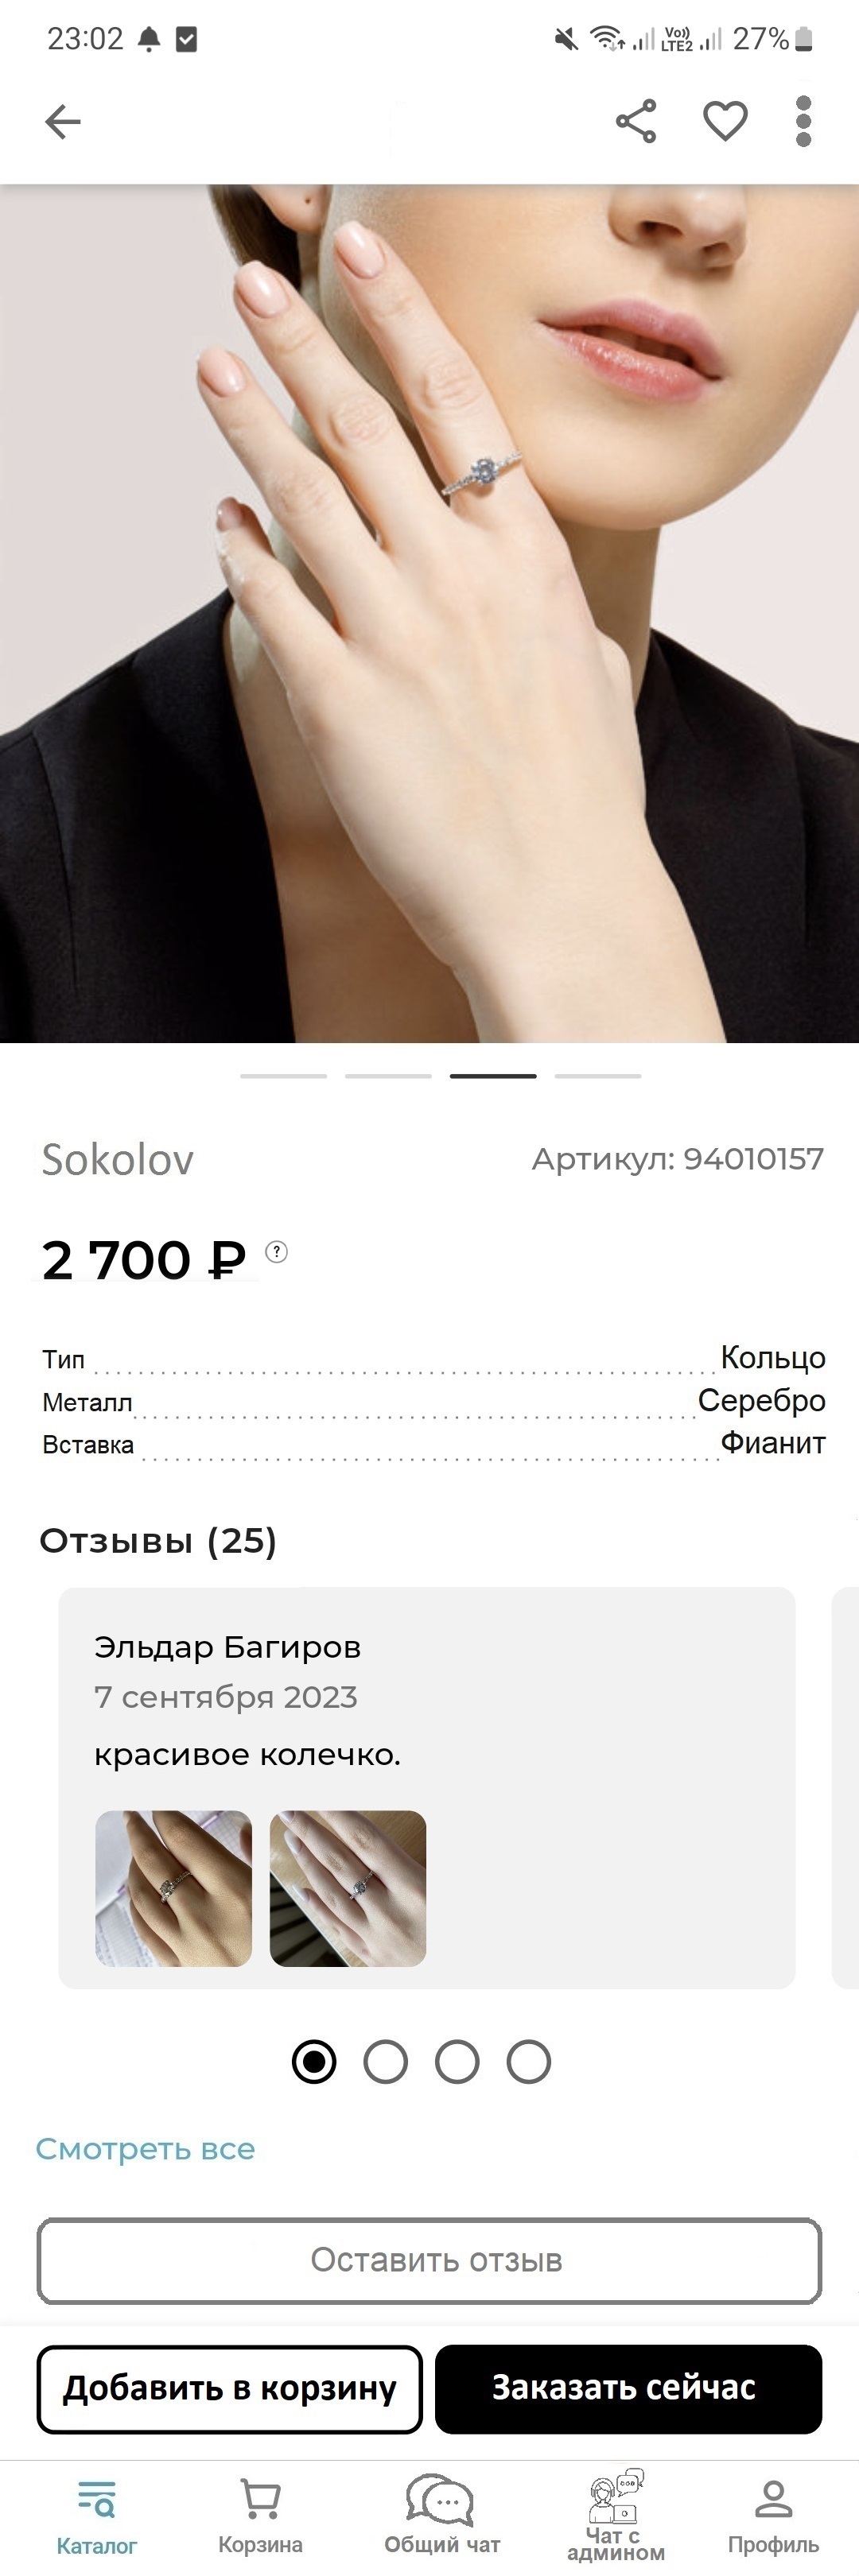 23:02
Vo)) LTE2 27%
Sokolov
Артикул: 94010157
2 700 ₽ ?
Тип Кольцо
Металл Серебро
Вставка Фианит
Отзывы (25)
Эльдар Багиров
7 сентября 2023
красивое колечко.
Смотреть все
Оставить отзыв
Добавить в корзину
Заказать сейчас
Каталог
Корзина
Общий чат
Чат с
админом
Профиль